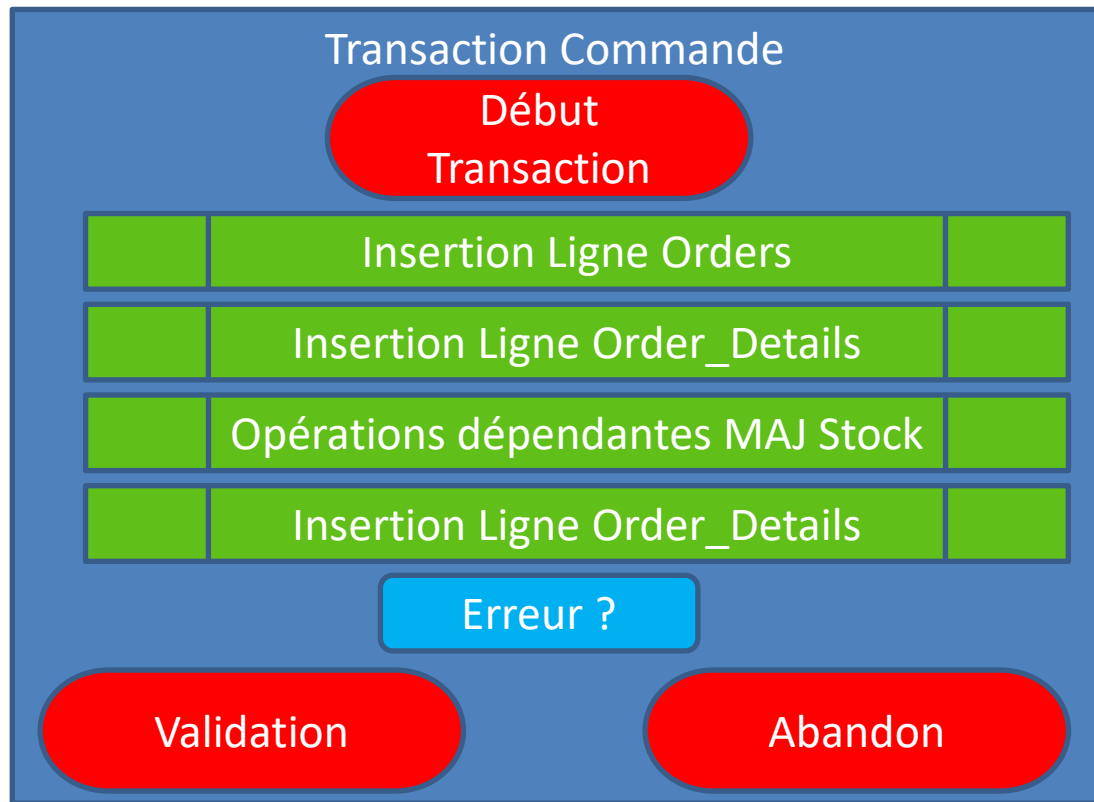 Transaction Commande
Début
Transaction
Insertion Ligne Orders
Insertion Ligne Order_Details
Opérations dépendantes MAJ Stock
Insertion Ligne Order_Details
Erreur ?
Validation
Abandon